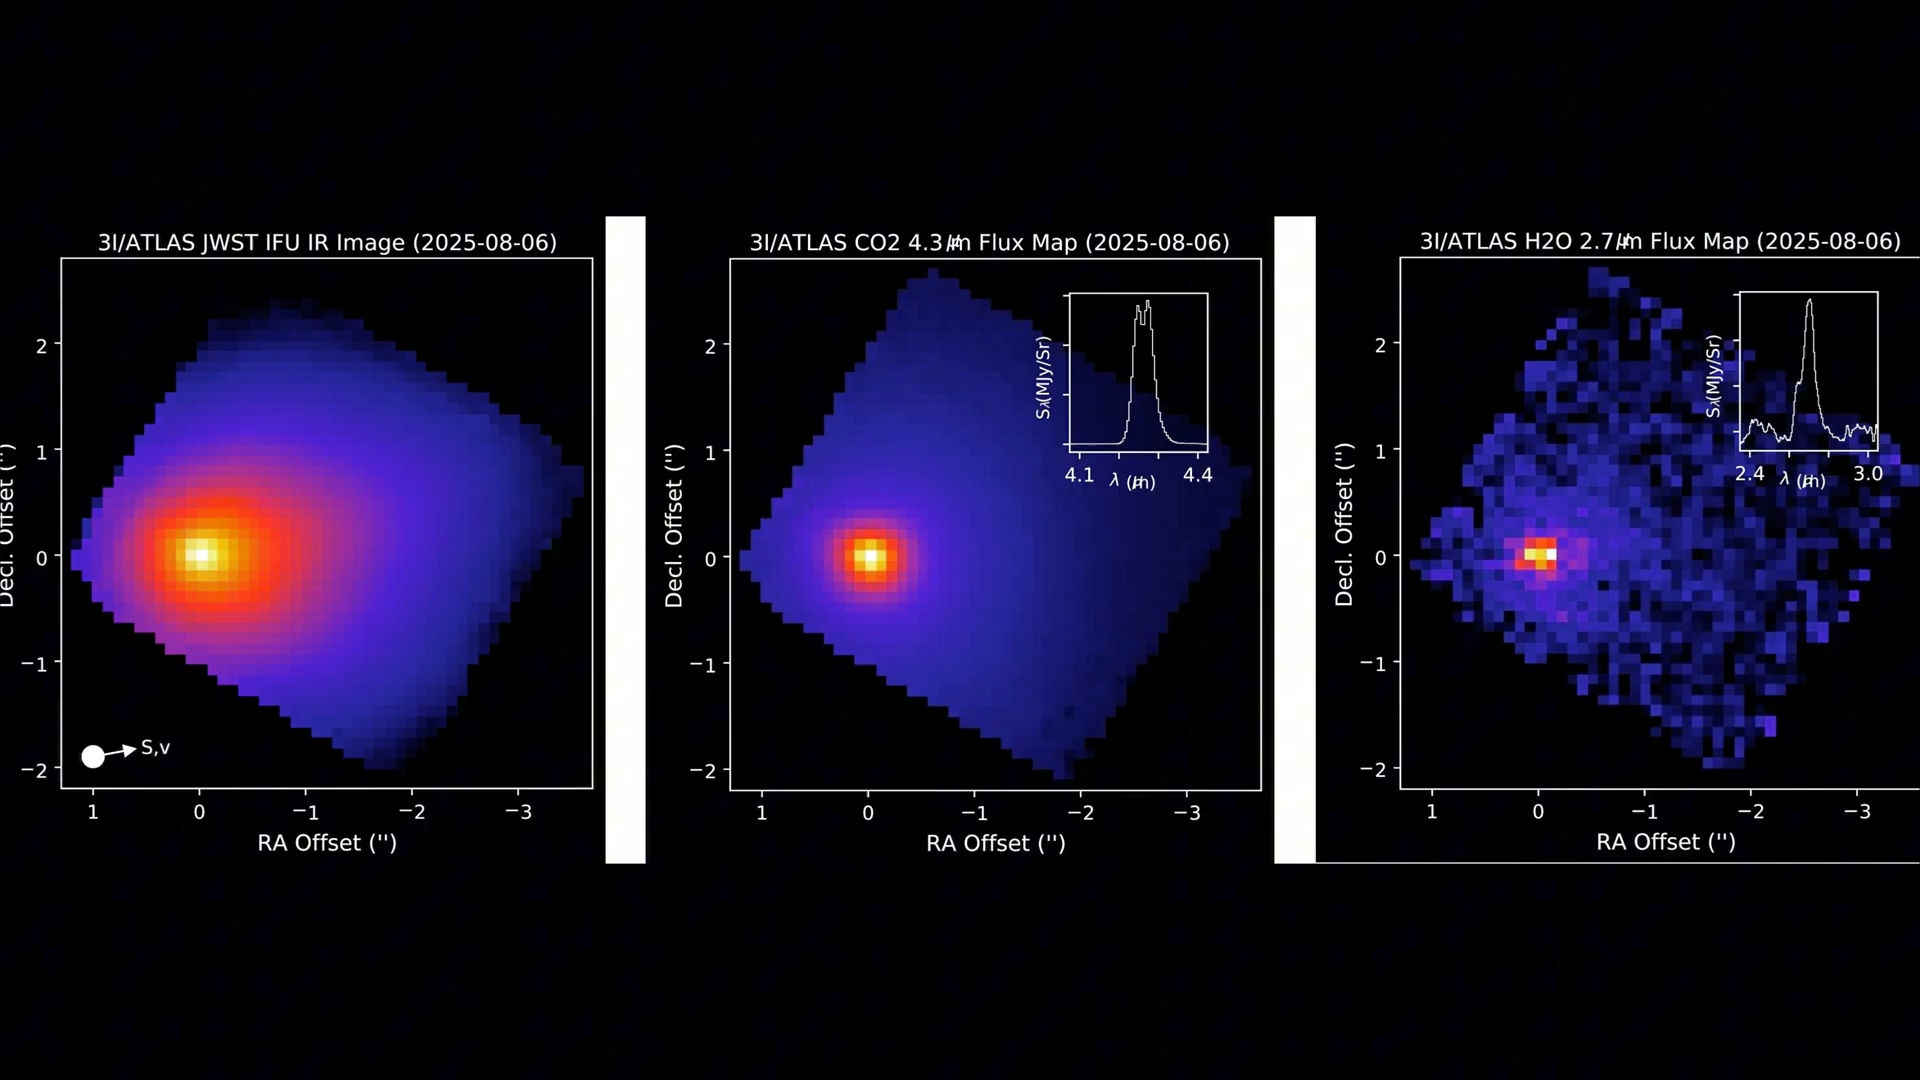 3I/ATLAS JWST IFU IR Image (2025-08-06)
Decl. Offset ('')
2
1
0
−1
−2
S,v
1 0 −1 −2 −3
RA Offset ('')
3I/ATLAS CO2 4.3μm Flux Map (2025-08-06)
Decl. Offset ('')
2
1
0
−1
−2
Sλ(MJy/Sr)
4.1 λ (μm) 4.4
1 0 −1 −2 −3
RA Offset ('')
3I/ATLAS H2O 2.7μm Flux Map (2025-08-06)
Decl. Offset ('')
2
1
0
−1
−2
Sλ(MJy/Sr)
2.4 λ (μm) 3.0
1 0 −1 −2 −3
RA Offset ('')